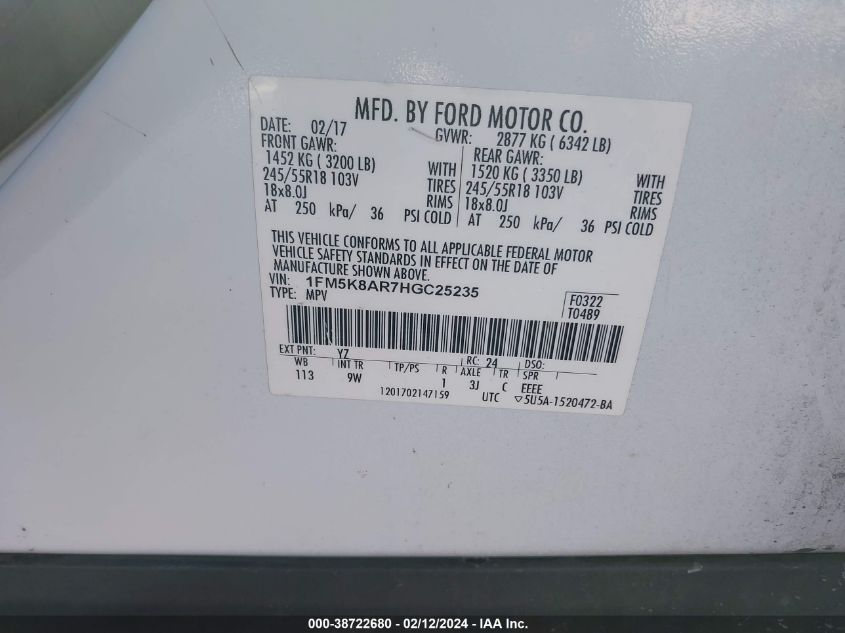 MFD. BY FORD MOTOR CO.
DATE: 02/17 GVWR: 2877 KG ( 6342 LB)
FRONT GAWR: REAR GAWR:
1452 KG ( 3200 LB) WITH 1520 KG ( 3350 LB) WITH
245/55R18 103V TIRES 245/55R18 103V TIRES
18x8.0J RIMS 18x8.0J RIMS
AT 250 kPa/ 36 PSI COLD AT 250 kPa/ 36 PSI COLD
THIS VEHICLE CONFORMS TO ALL APPLICABLE FEDERAL MOTOR
VEHICLE SAFETY STANDARDS IN EFFECT ON THE DATE OF
MANUFACTURE SHOWN ABOVE.
VIN: 1FM5K8AR7HGC25235
TYPE: MPV
F0322
T0489
EXT PNT: YZ RC: 24 DSO:
WB INT TR TP/PS R AXLE TR SPR
113 9W 1 3J C EEEE
1201702147159 UTC ▽5U5A-1520472-BA
000-38722680 - 02/12/2024 - IAA Inc.